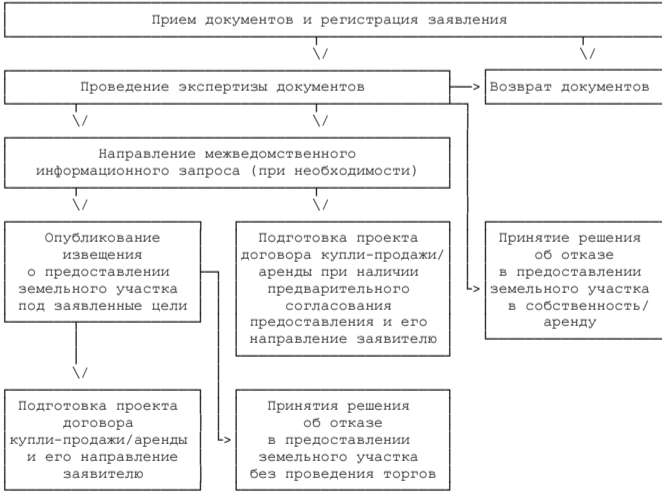 Прием документов и регистрация заявления
Проведение экспертизы документов
Возврат документов
Направление межведомственного
информационного запроса (при необходимости)
Опубликование
извещения
о предоставлении
земельного участка
под заявленные цели
Подготовка проекта
договора купли-продажи/
аренды при наличии
предварительного
согласования
предоставления и его
направление заявителю
Принятие решения
об отказе
в предоставлении
земельного участка
в собственность/
аренду
Подготовка проекта
договора
купли-продажи/аренды
и его направление
заявителю
Принятия решения
об отказе
в предоставлении
земельного участка
без проведения торгов